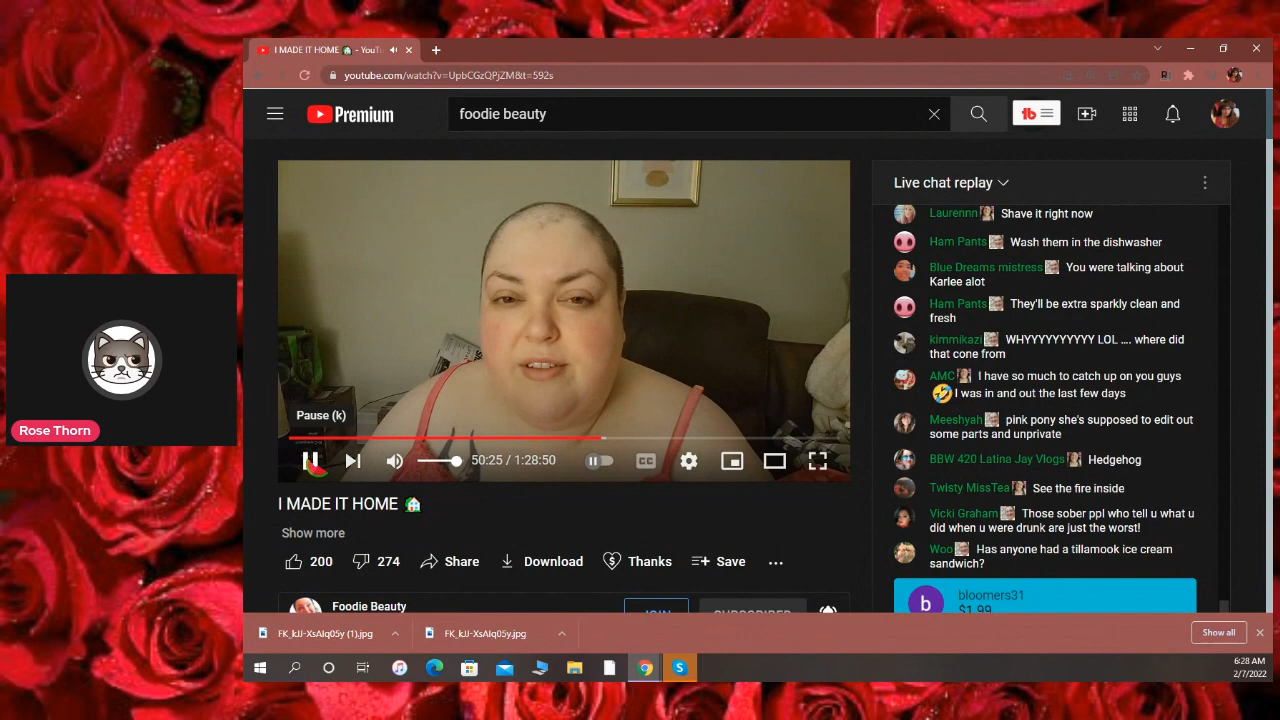 I MADE IT HOME 🏠 - YouTu
youtube.com/watch?v=UpbCGzQPjZM&t=592s
Premium
foodie beauty
tb
Live chat replay
Laurennn Shave it right now
Ham Pants Wash them in the dishwasher
Blue Dreams mistress You were talking about
Karlee alot
Ham Pants They'll be extra sparkly clean and
fresh
kimmikazi WHYYYYYYYYYY LOL .... where did
that cone from
AMC I have so much to catch up on you guys
🤣 I was in and out the last few days
Meeshyah pink pony she's supposed to edit out
some parts and unprivate
BBW 420 Latina Jay Vlogs Hedgehog
Twisty MissTea See the fire inside
Vicki Graham Those sober ppl who tell u what u
did when u were drunk are just the worst!
Woo Has anyone had a tillamook ice cream
sandwich?
b
bloomers31
$1.99
Rose Thorn
Pause (k)
50:25 / 1:28:50
CC
I MADE IT HOME 🏠
Show more
200
274
Share
Download
Thanks
Save
Foodie Beauty
JOIN
SUBSCRIBED
FK_kJJ-XsAIq05y (1).jpg
FK_kJJ-XsAIq05y.jpg
Show all
S
6:28 AM
2/7/2022